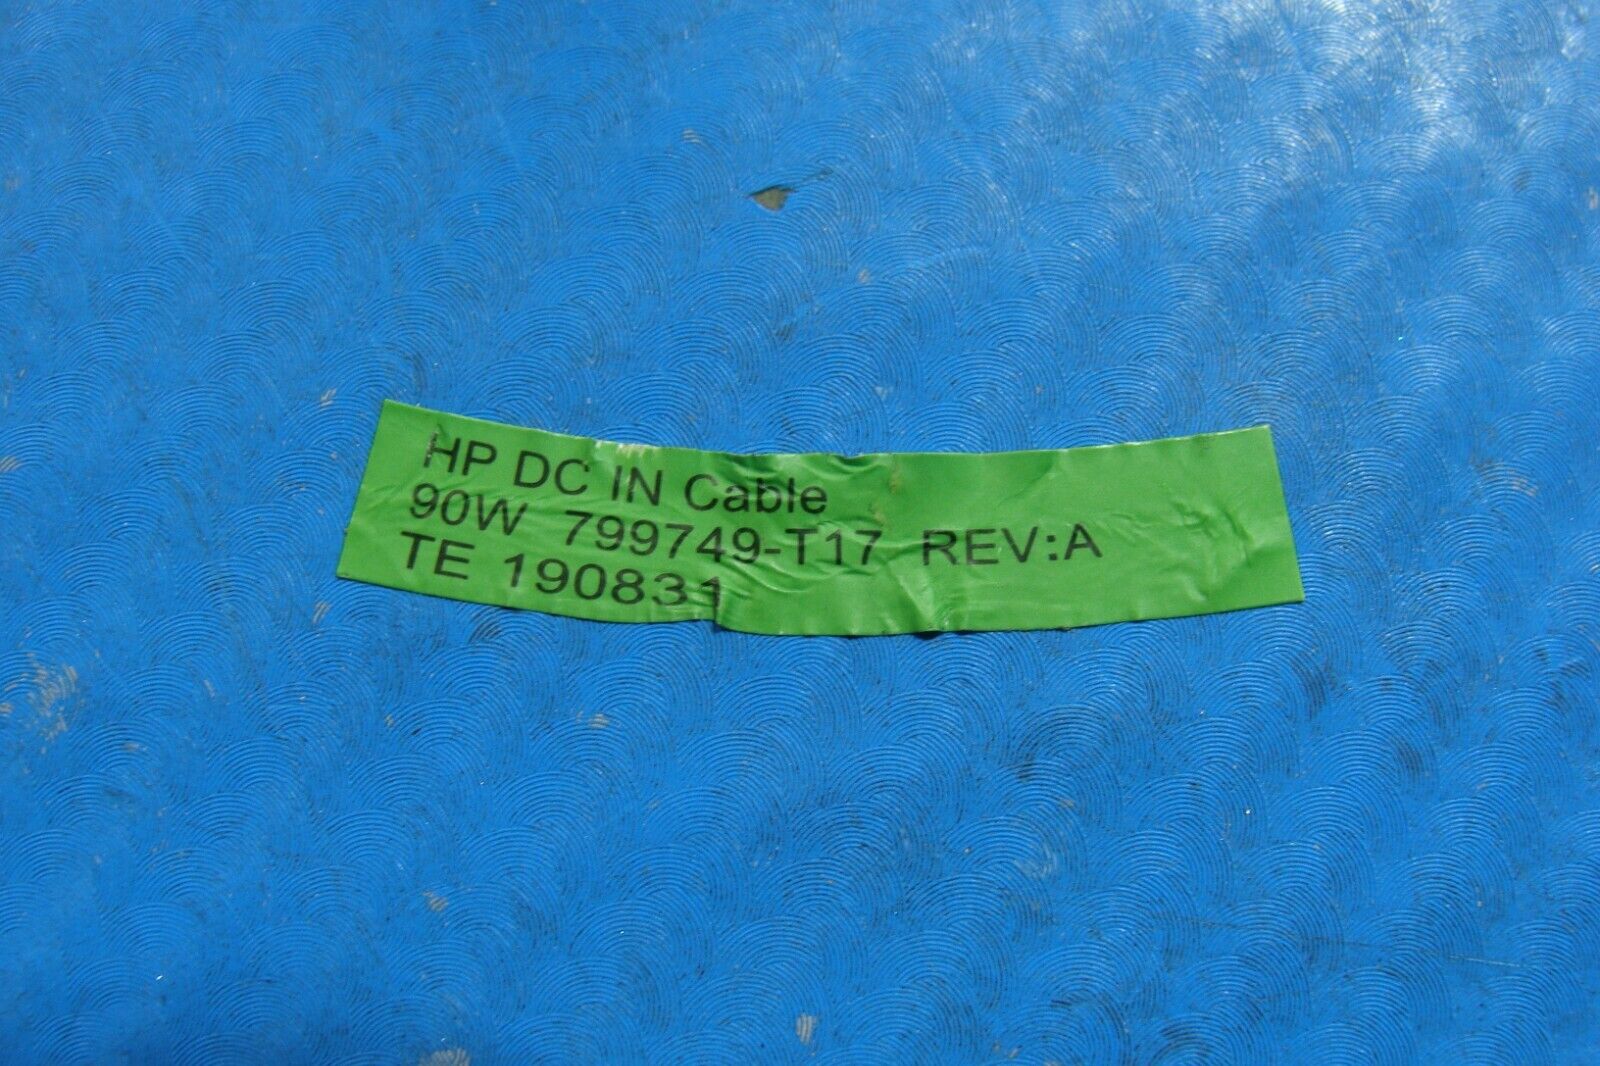 HP DC IN Cable
90W 799749-T17 REV:A
TE 190831